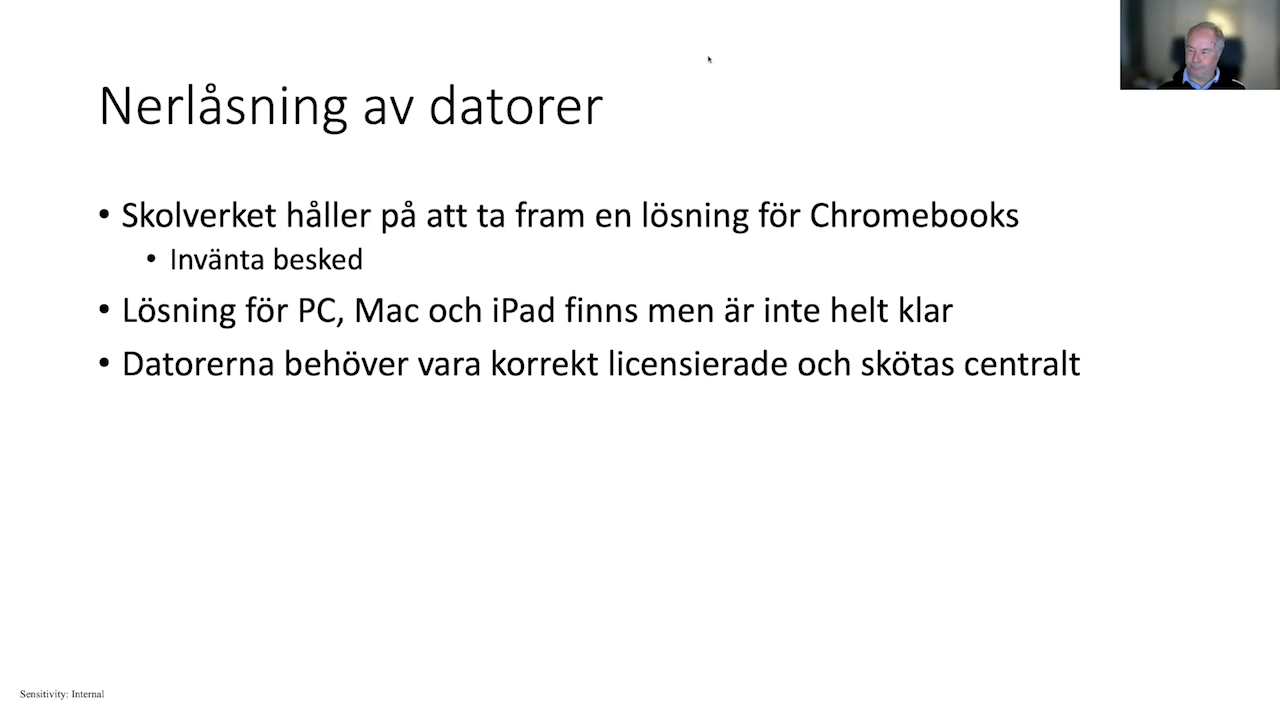 Nerlåsning av datorer
• Skolverket håller på att ta fram en lösning för Chromebooks
• Invänta besked
• Lösning för PC, Mac och iPad finns men är inte helt klar
• Datorerna behöver vara korrekt licensierade och skötas centralt
Sensitivity: Internal